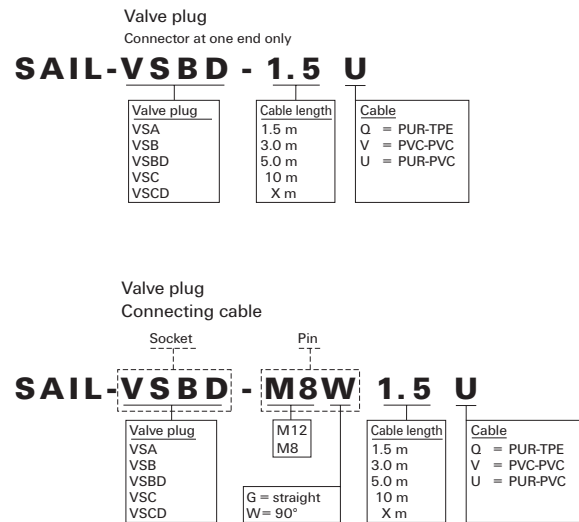 Valve plug
Connector at one end only
SAIL-VSBD - 1.5 U
Valve plug
VSA
VSB
VSBD
VSC
VSCD
Cable length
1.5 m
3.0 m
5.0 m
10 m
X m
Cable
Q = PUR-TPE
V = PVC-PVC
U = PUR-PVC
Valve plug
Connecting cable
Socket Pin
SAIL-VSBD - M8W 1.5 U
Valve plug
VSA
VSB
VSBD
VSC
VSCD
M12
M8
G = straight
W= 90°
Cable length
1.5 m
3.0 m
5.0 m
10 m
X m
Cable
Q = PUR-TPE
V = PVC-PVC
U = PUR-PVC